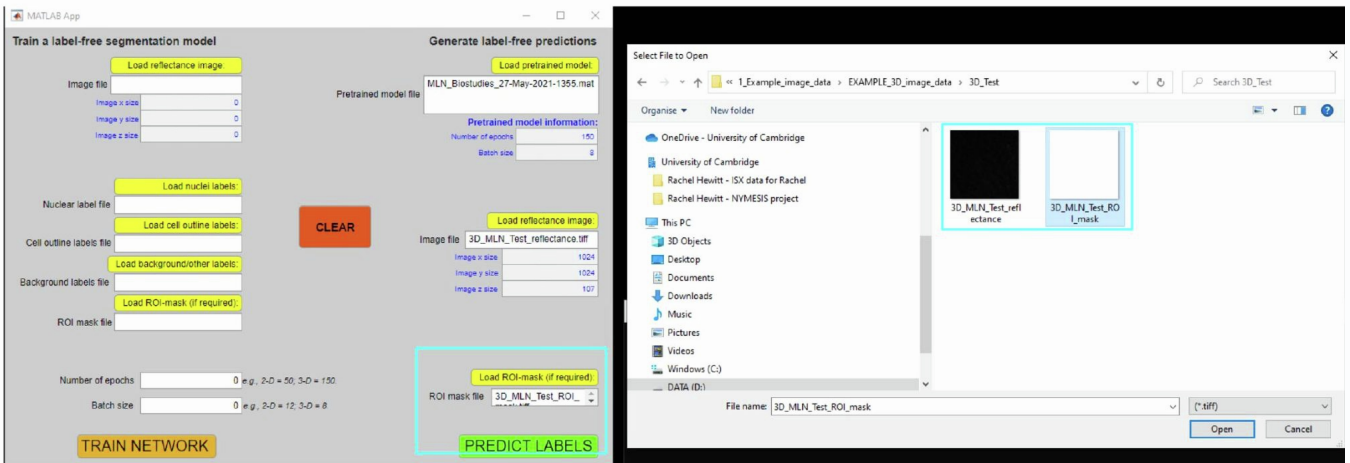 MATLAB App
Train a label-free segmentation model
Load reflectance image:
Image file
Image x size 0
Image y size 0
Image z size 0
Load nuclei labels:
Nuclear label file
Load cell outline labels:
Cell outline labels file
Load background/other labels:
Background labels file
Load ROI-mask (if required):
ROI mask file
Number of epochs 0 e.g., 2-D = 50; 3-D = 150.
Batch size 0 e.g., 2-D = 12; 3-D = 8
TRAIN NETWORK
CLEAR
Generate label-free predictions
Load pretrained model:
Pretrained model file MLN_Biostudies_27-May-2021-1355.mat
Pretrained model information:
Number of epochs 150
Batch size 8
Load reflectance image:
Image file 3D_MLN_Test_reflectance.tiff
Image x size 1024
Image y size 1024
Image z size 107
Load ROI-mask (if required):
ROI mask file 3D_MLN_Test_ROI_
PREDICT LABELS
Select File to Open
« 1_Example_image_data › EXAMPLE_3D_image_data › 3D_Test
Search 3D_Test
Organise New folder
OneDrive - University of Cambridge
University of Cambridge
Rachel Hewitt - ISX data for Rachel
Rachel Hewitt - NYMESIS project
This PC
3D Objects
Desktop
Documents
Downloads
Music
Pictures
Videos
Windows (C:)
DATA (D:)
3D_MLN_Test_refl
ectance
3D_MLN_Test_RO
I_mask
File name: 3D_MLN_Test_ROI_mask
(*.tiff)
Open Cancel